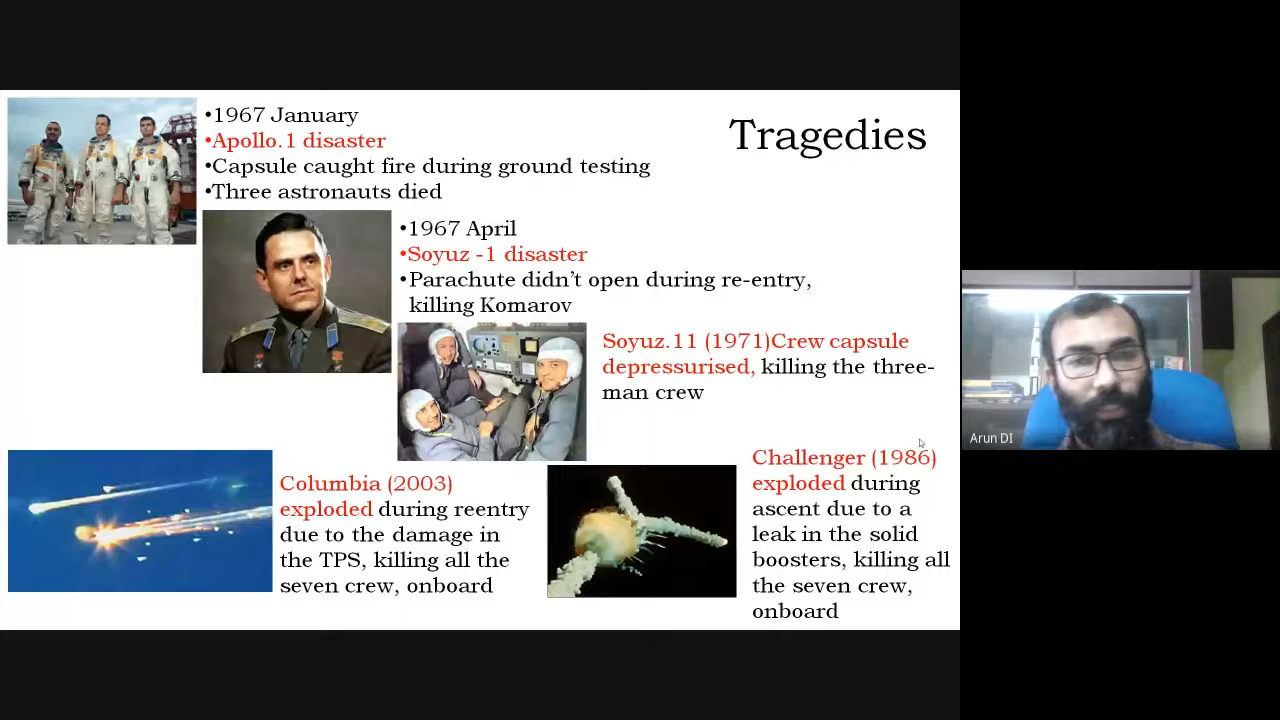 Tragedies
•1967 January
•Apollo.1 disaster
•Capsule caught fire during ground testing
•Three astronauts died
•1967 April
•Soyuz -1 disaster
•Parachute didn’t open during re-entry,
killing Komarov
Soyuz.11 (1971)Crew capsule
depressurised, killing the three-
man crew
Columbia (2003)
exploded during reentry
due to the damage in
the TPS, killing all the
seven crew, onboard
Challenger (1986)
exploded during
ascent due to a
leak in the solid
boosters, killing all
the seven crew,
onboard
Arun DI